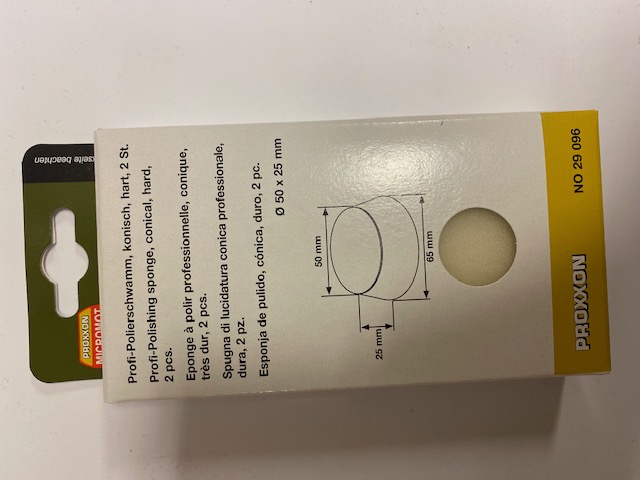 Profi-Polierschwamm, konisch, hart, 2 St.
Profi-Polishing sponge, conical, hard,
2 pcs.
Eponge à polir professionnelle, conique,
très dur, 2 pcs.
Spugna di lucidatura conica professionale,
dura, 2 pz.
Esponja de pulido, cónica, duro, 2 pc.
Ø 50 x 25 mm
50 mm
65 mm
25 mm
PROXXON
NO 29 096
kseite beachten
PROXXON
MICROMOT